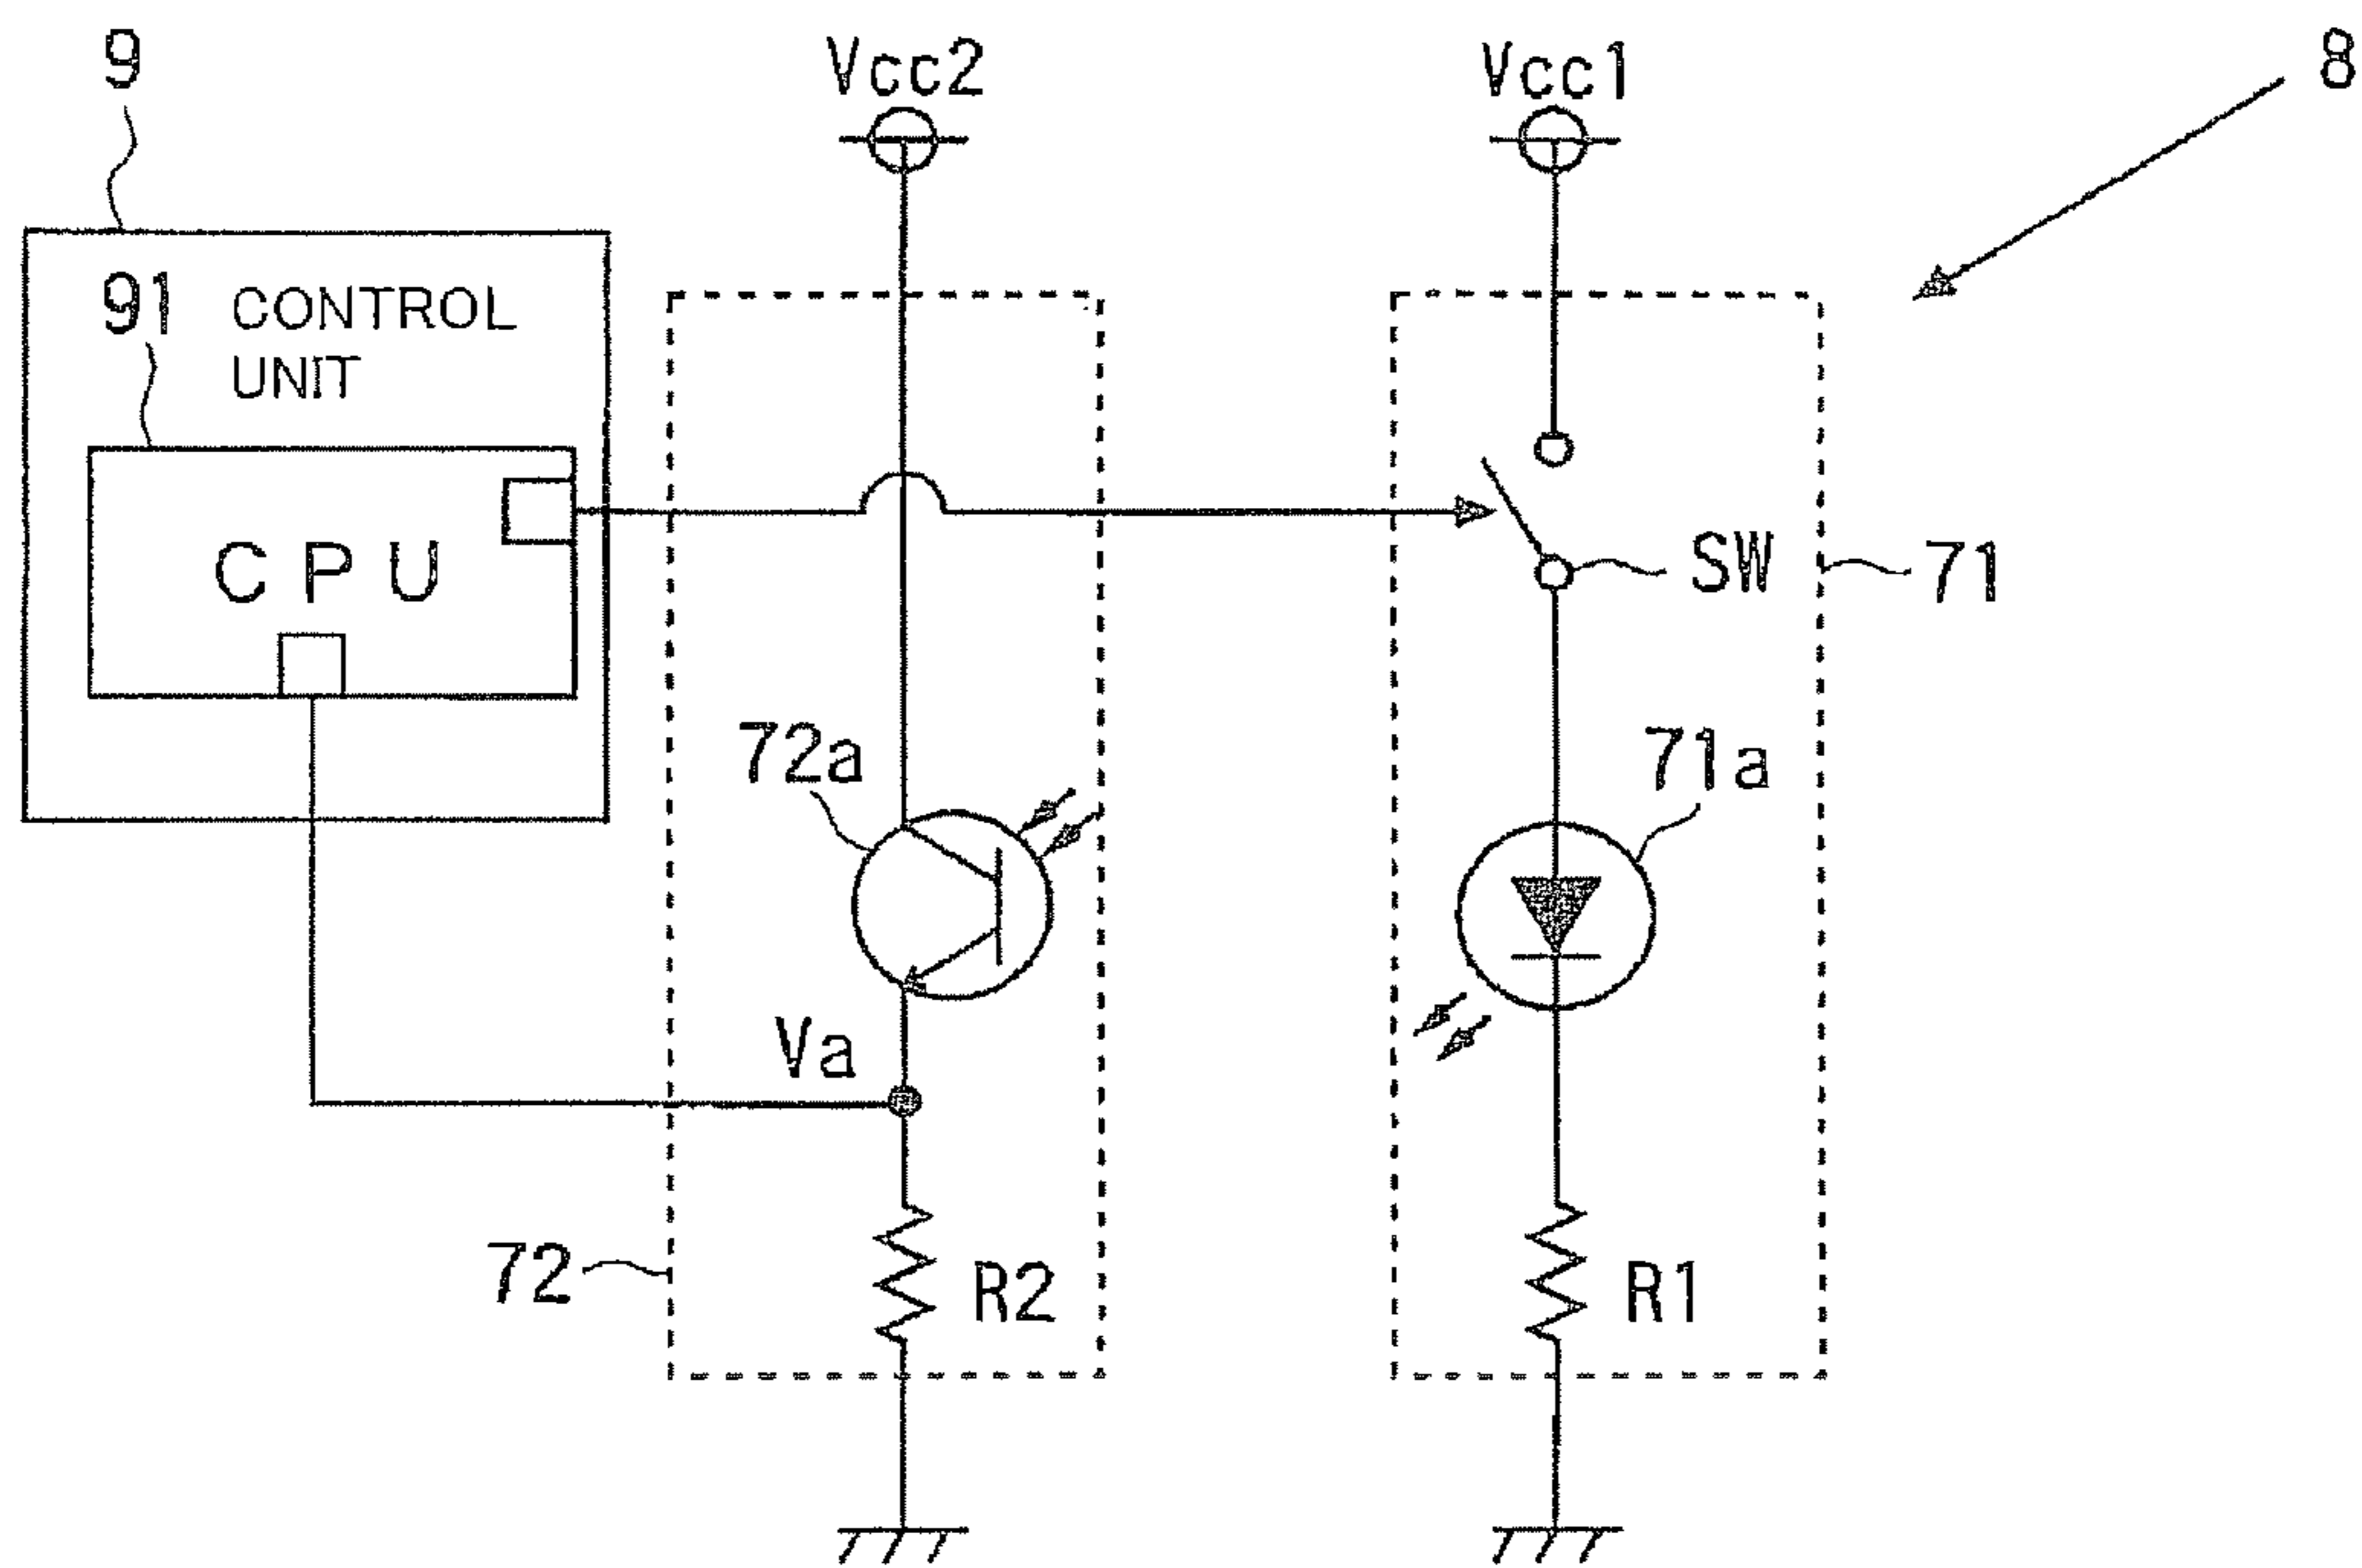 9
Vcc2
Vcc1
8
91
CONTROL
UNIT
CPU
SW
71
72a
71a
Va
72
R2
R1